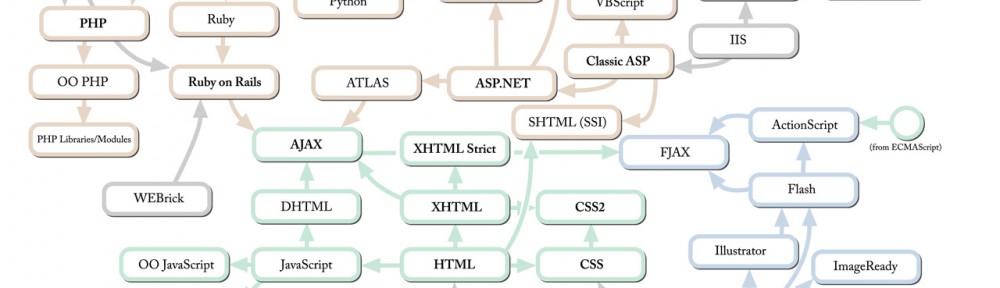 Python
VBScript
PHP
Ruby
IIS
Classic ASP
OO PHP
Ruby on Rails
ATLAS
ASP.NET
SHTML (SSI)
ActionScript
PHP Libraries/Modules
AJAX
XHTML Strict
FJAX
(from ECMAScript)
WEBrick
DHTML
XHTML
CSS2
Flash
Illustrator
OO JavaScript
JavaScript
HTML
CSS
ImageReady